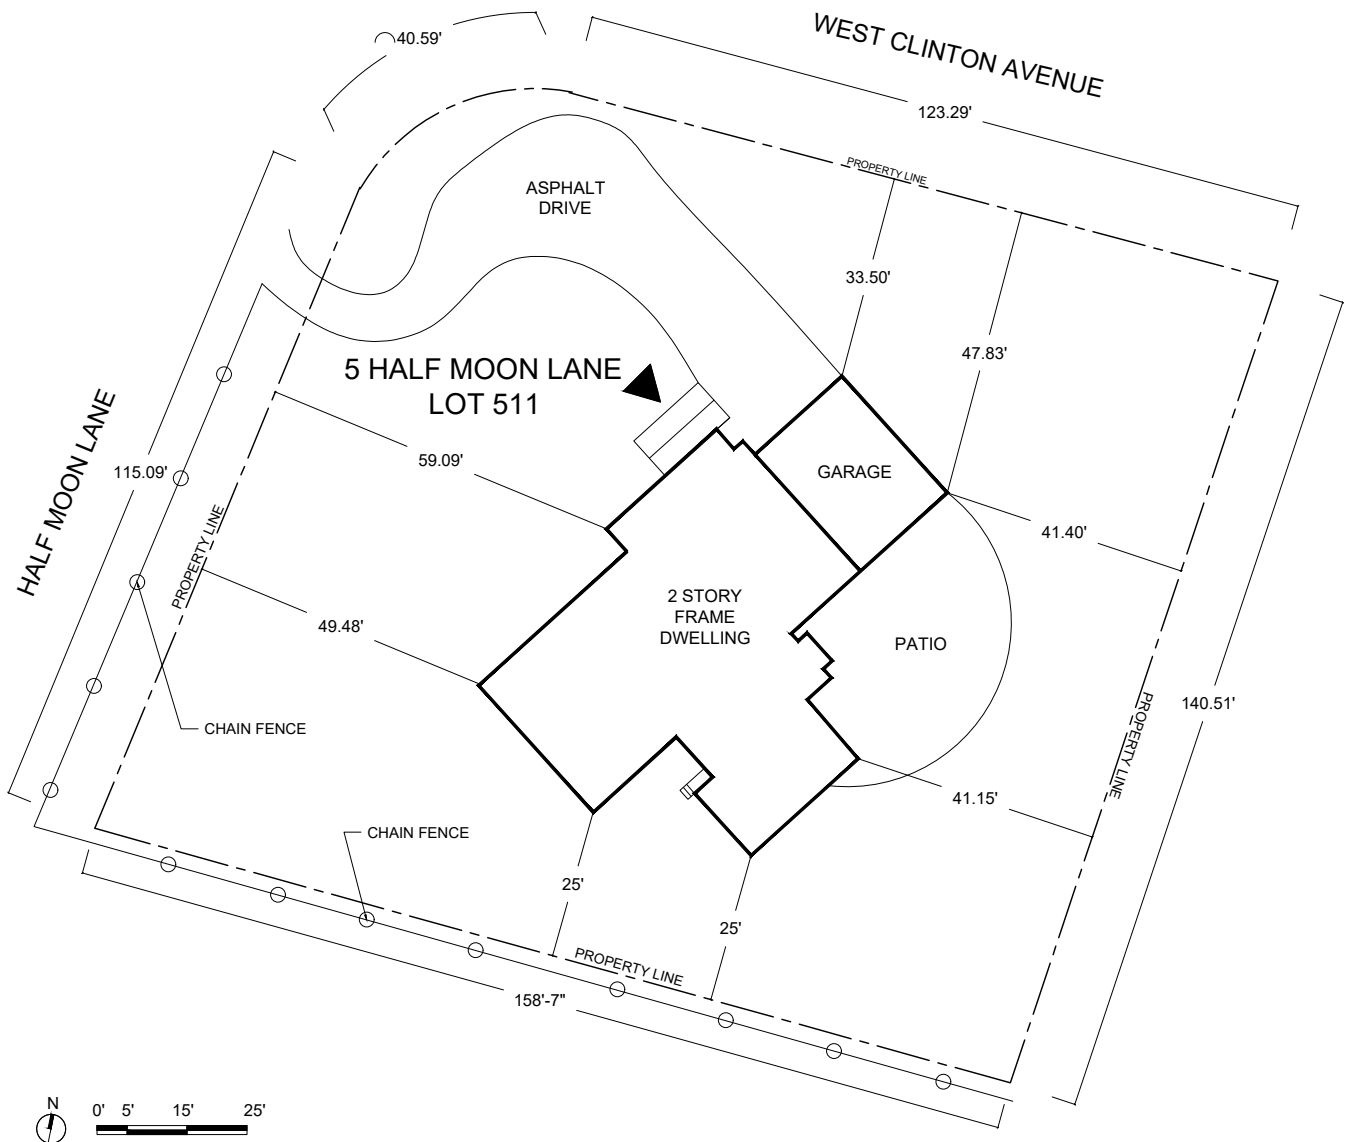 WEST CLINTON AVENUE
40.59'
123.29'
PROPERTY LINE
ASPHALT
DRIVE
33.50'
47.83'
5 HALF MOON LANE
LOT 511
HALF MOON LANE
115.09'
59.09'
GARAGE
PROPERTY LINE
41.40'
2 STORY
FRAME
DWELLING
49.48'
PATIO
PROPERTY LINE
140.51'
CHAIN FENCE
41.15'
CHAIN FENCE
25'
25'
PROPERTY LINE
158'-7"
N
0' 5' 15' 25'